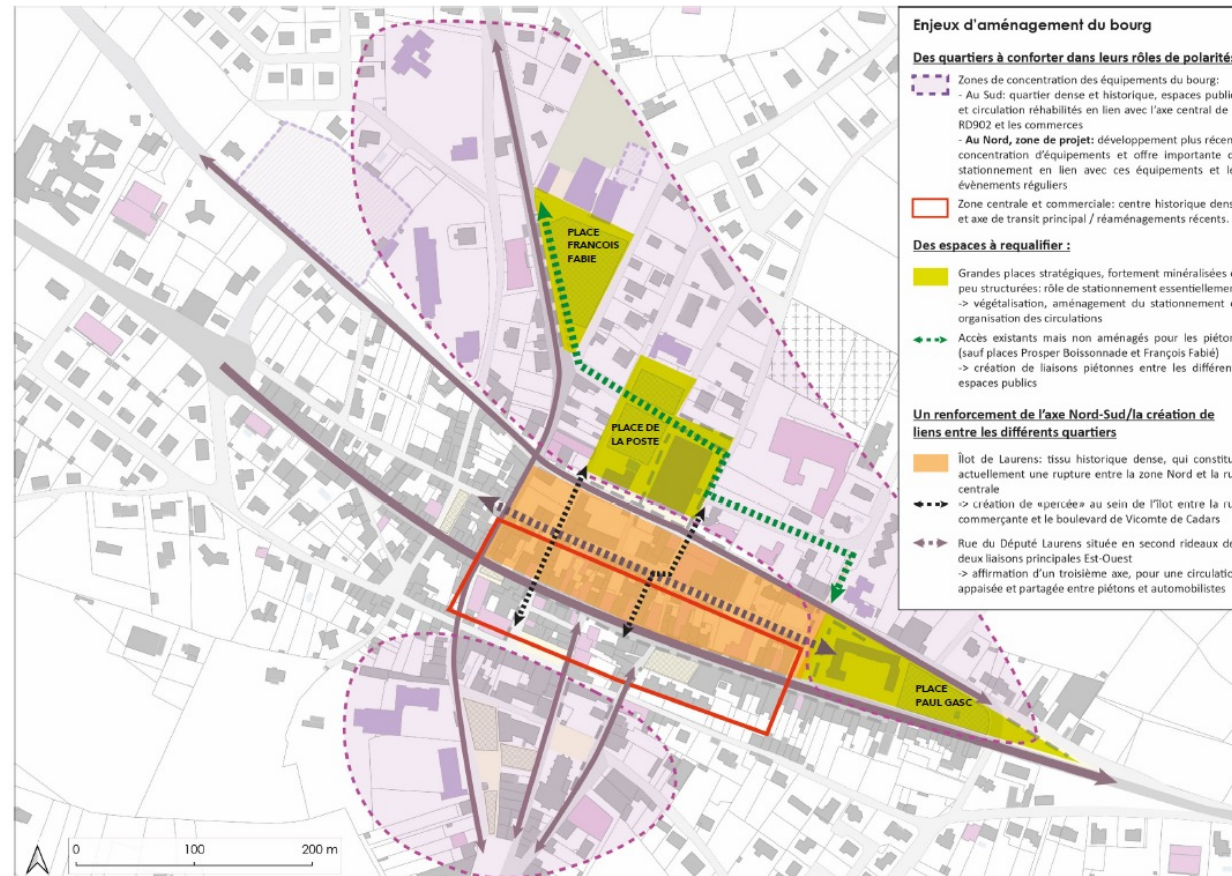 Enjeux d'aménagement du bourg
Des quartiers à conforter dans leurs rôles de polarités
Zones de concentration des équipements du bourg:
- Au Sud: quartier dense et historique, espaces public
et circulation réhabilités en lien avec l'axe central de
RD902 et les commerces
- Au Nord, zone de projet: développement plus récen
concentration d'équipements et offre importante d
stationnement en lien avec ces équipements et le
évènements réguliers
Zone centrale et commerciale: centre historique dens
et axe de transit principal / réaménagements récents.
Des espaces à requalifier :
Grandes places stratégiques, fortement minéralisées e
peu structurées: rôle de stationnement essentiellemen
-> végétalisation, aménagement du stationnement e
organisation des circulations
Accès existants mais non aménagés pour les piéton
(sauf places Prosper Boissonnade et François Fabié)
-> création de liaisons piétonnes entre les différen
espaces publics
Un renforcement de l'axe Nord-Sud/la création de
liens entre les différents quartiers
Îlot de Laurens: tissu historique dense, qui constitu
actuellement une rupture entre la zone Nord et la ru
centrale
-> création de «percée» au sein de l'îlot entre la ru
commerçante et le boulevard de Vicomte de Cadars
Rue du Député Laurens située en second rideaux de
deux liaisons principales Est-Ouest
-> affirmation d'un troisième axe, pour une circulatio
apaisée et partagée entre piétons et automobilistes
PLACE
FRANCOIS
FABIE
PLACE DE
LA POSTE
PLACE
PAUL GASC
0 100 200 m